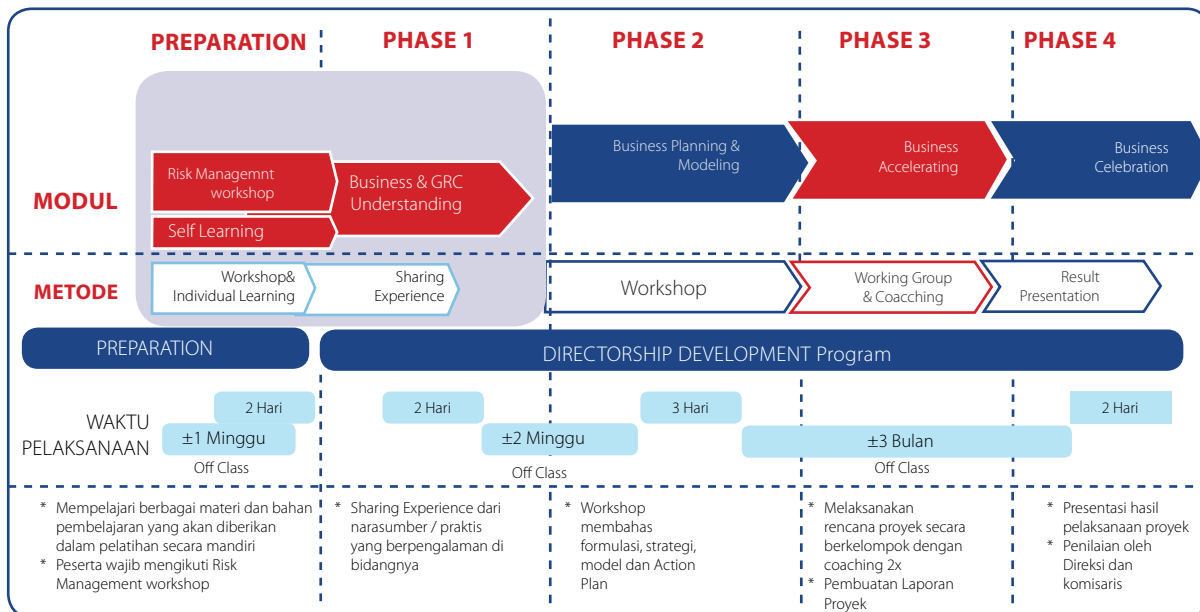 PREPARATION
PHASE 1
PHASE 2
PHASE 3
PHASE 4
MODUL
Risk Managemnt
workshop
Self Learning
Business & GRC
Understanding
Business Planning &
Modeling
Business
Accelerating
Business
Celebration
METODE
Workshop&
Individual Learning
Sharing
Experience
Workshop
Working Group
& Coacching
Result
Presentation
PREPARATION
DIRECTORSHIP DEVELOPMENT Program
WAKTU
PELAKSANAAN
2 Hari
±1 Minggu
Off Class
2 Hari
±2 Minggu
Off Class
3 Hari
±3 Bulan
Off Class
2 Hari
* Mempelajari berbagai materi dan bahan
pembelajaran yang akan diberikan
dalam pelatihan secara mandiri
* Peserta wajib mengikuti Risk
Management workshop
* Sharing Experience dari
narasumber / praktis
yang berpengalaman di
bidangnya
* Workshop
membahas
formulasi, strategi,
model dan Action
Plan
* Melaksanakan
rencana proyek secara
berkelompok dengan
coaching 2x
* Pembuatan Laporan
Proyek
* Presentasi hasil
pelaksanaan proyek
* Penilaian oleh
Direksi dan
komisaris